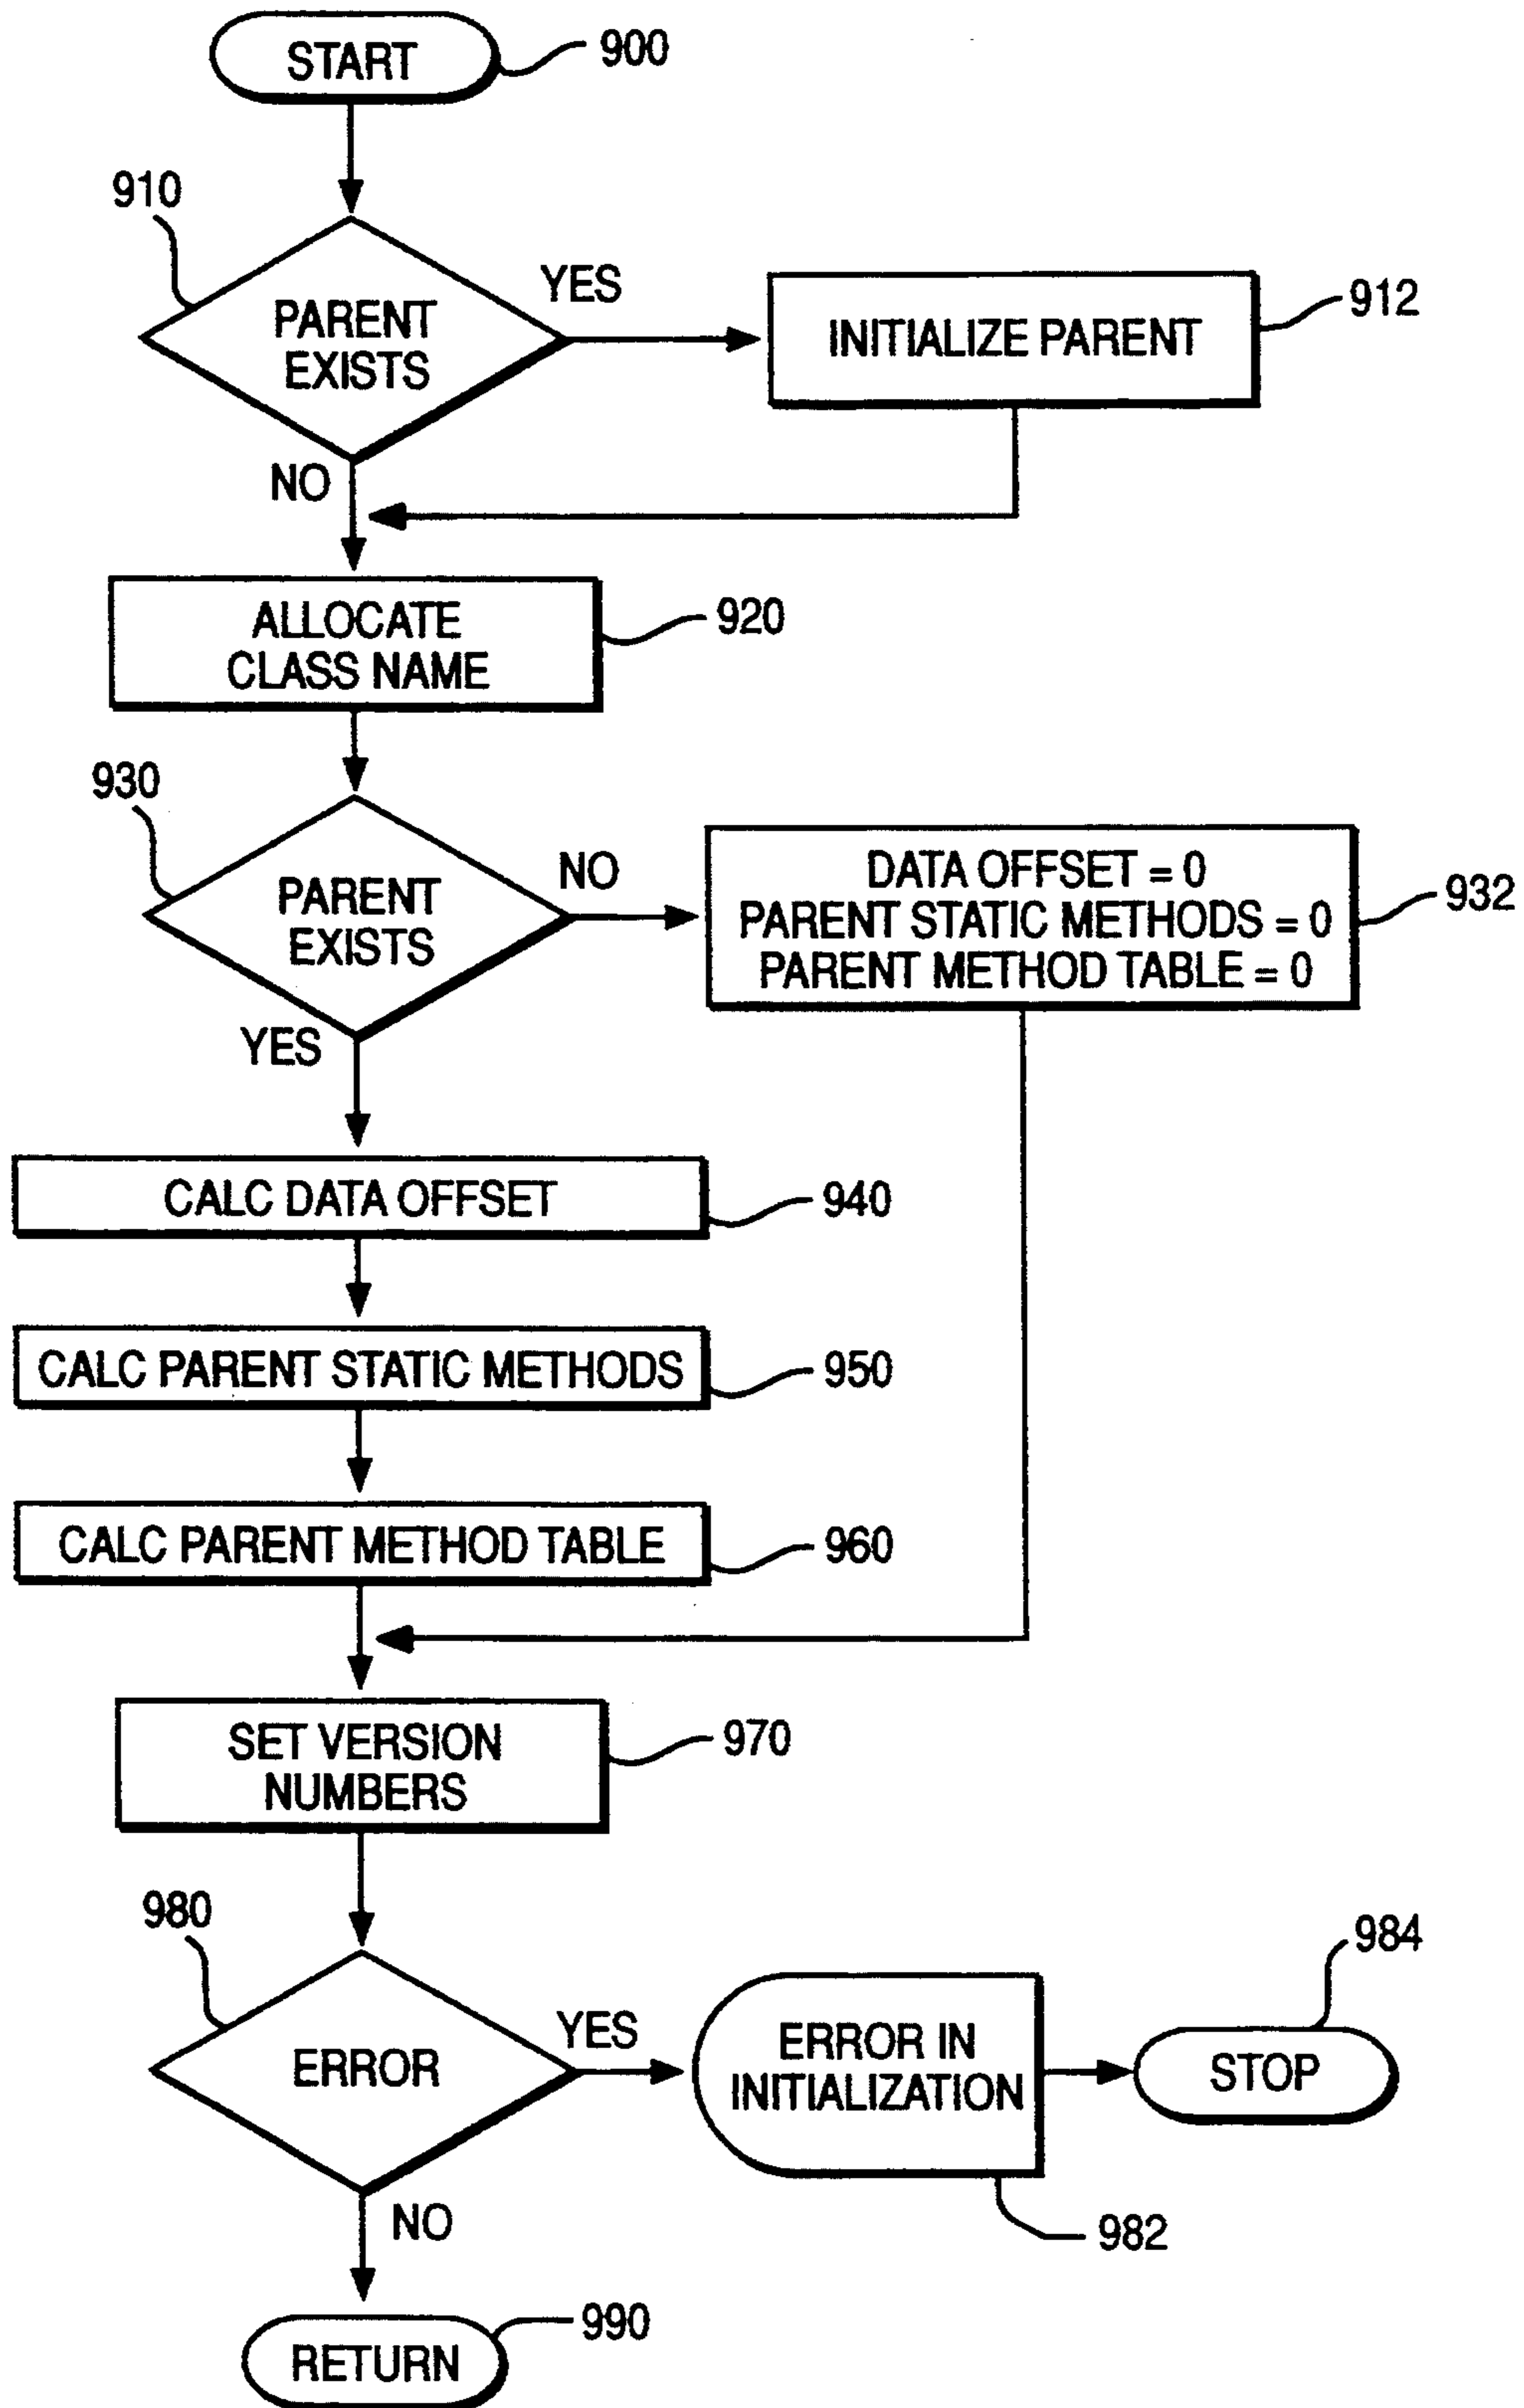 START
900
910
PARENT
EXISTS
YES
INITIALIZE PARENT
912
NO
ALLOCATE
CLASS NAME
920
930
PARENT
EXISTS
NO
DATA OFFSET = 0
PARENT STATIC METHODS = 0
PARENT METHOD TABLE = 0
932
YES
CALC DATA OFFSET
940
CALC PARENT STATIC METHODS
950
CALC PARENT METHOD TABLE
960
SET VERSION
NUMBERS
970
980
ERROR
YES
ERROR IN
INITIALIZATION
982
984
STOP
NO
RETURN
990